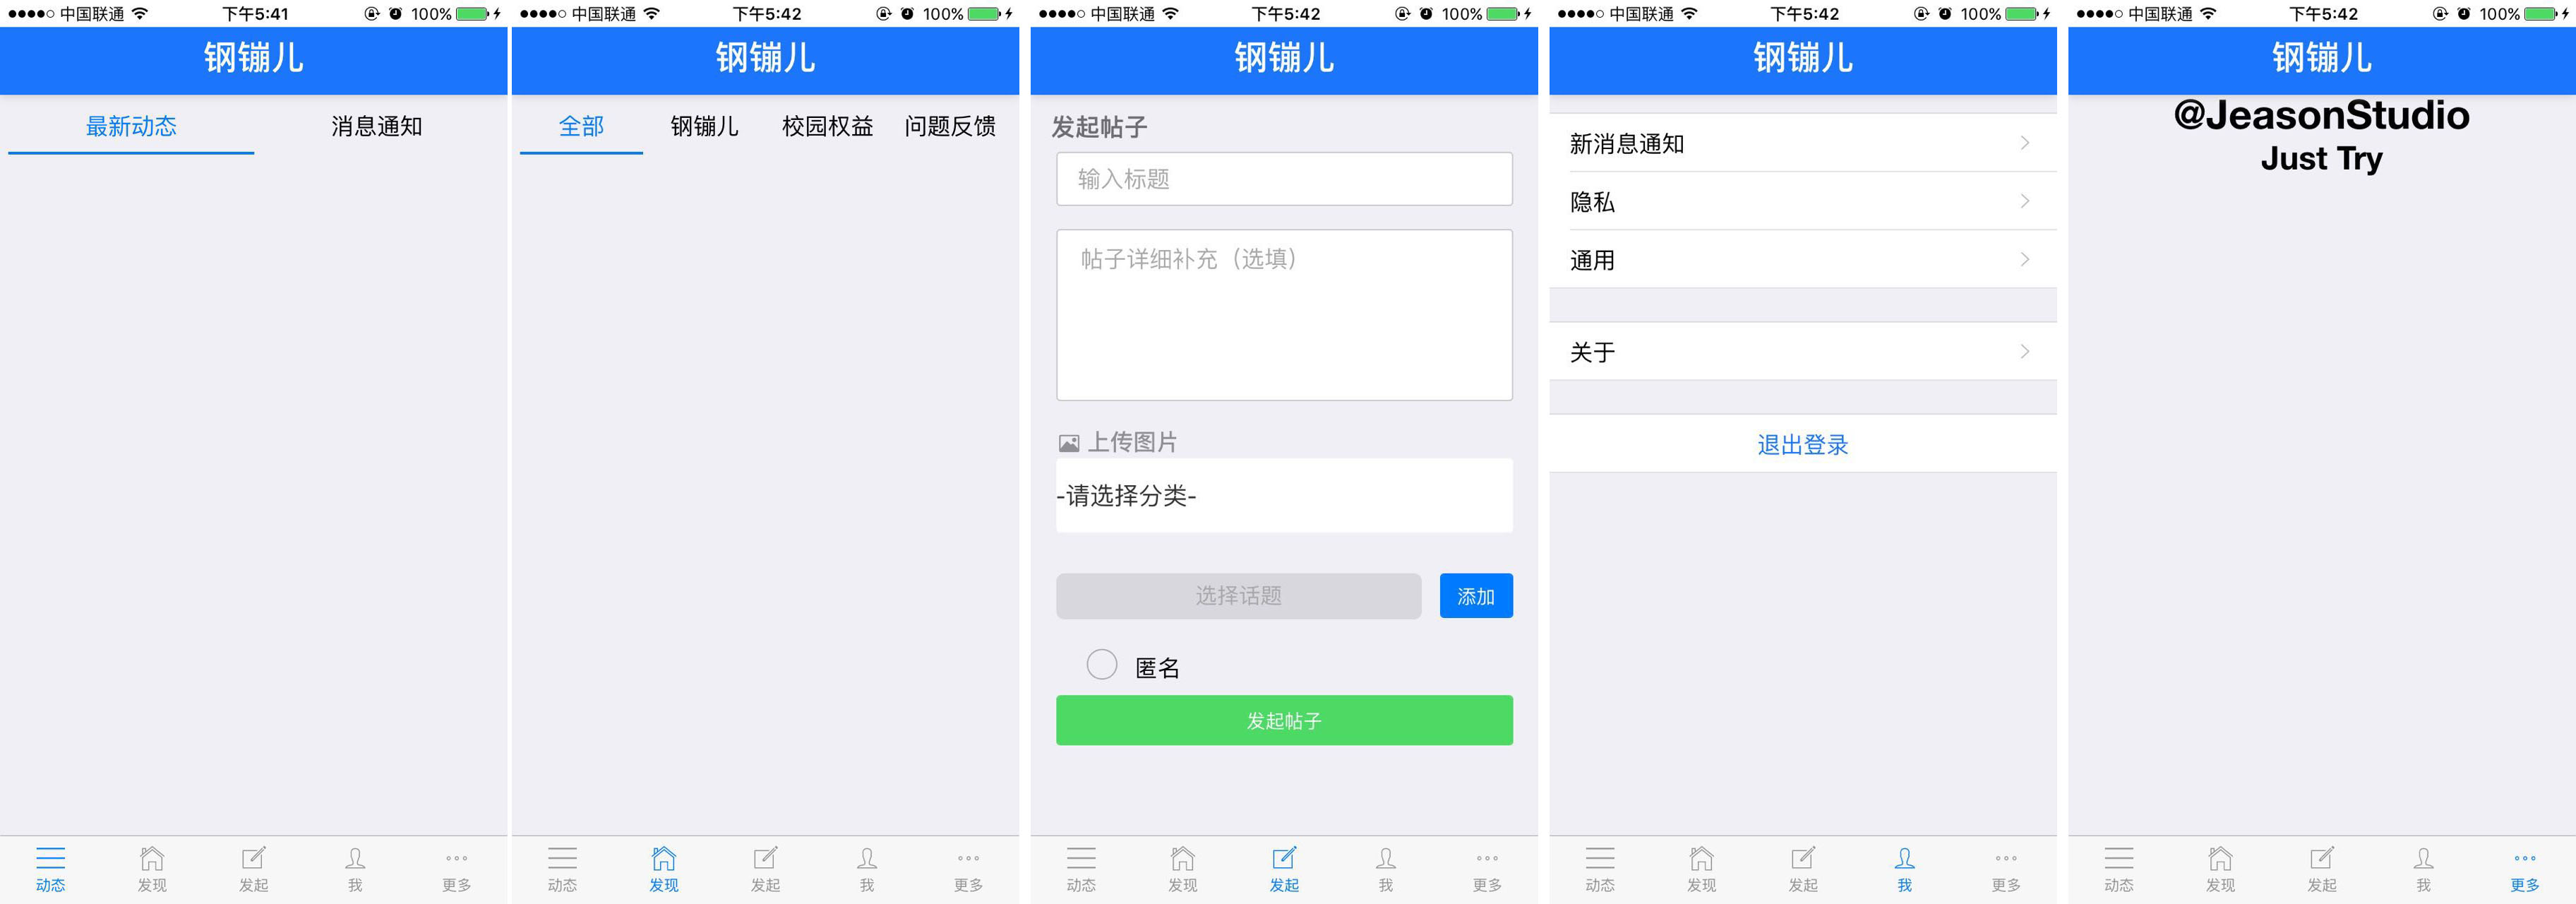 ●●●●○ 中国联通 下午5:41 100%
钢镚儿
最新动态 消息通知
动态 发现 发起 我 更多
●●●●○ 中国联通 下午5:42 100%
钢镚儿
全部 钢镚儿 校园权益 问题反馈
动态 发现 发起 我 更多
●●●●○ 中国联通 下午5:42 100%
钢镚儿
发起帖子
输入标题
帖子详细补充（选填）
上传图片
-请选择分类-
选择话题 添加
匿名
发起帖子
动态 发现 发起 我 更多
●●●●○ 中国联通 下午5:42 100%
钢镚儿
新消息通知
隐私
通用
关于
退出登录
动态 发现 发起 我 更多
●●●●○ 中国联通 下午5:42 100%
钢镚儿
@JeasonStudio
Just Try
动态 发现 发起 我 更多